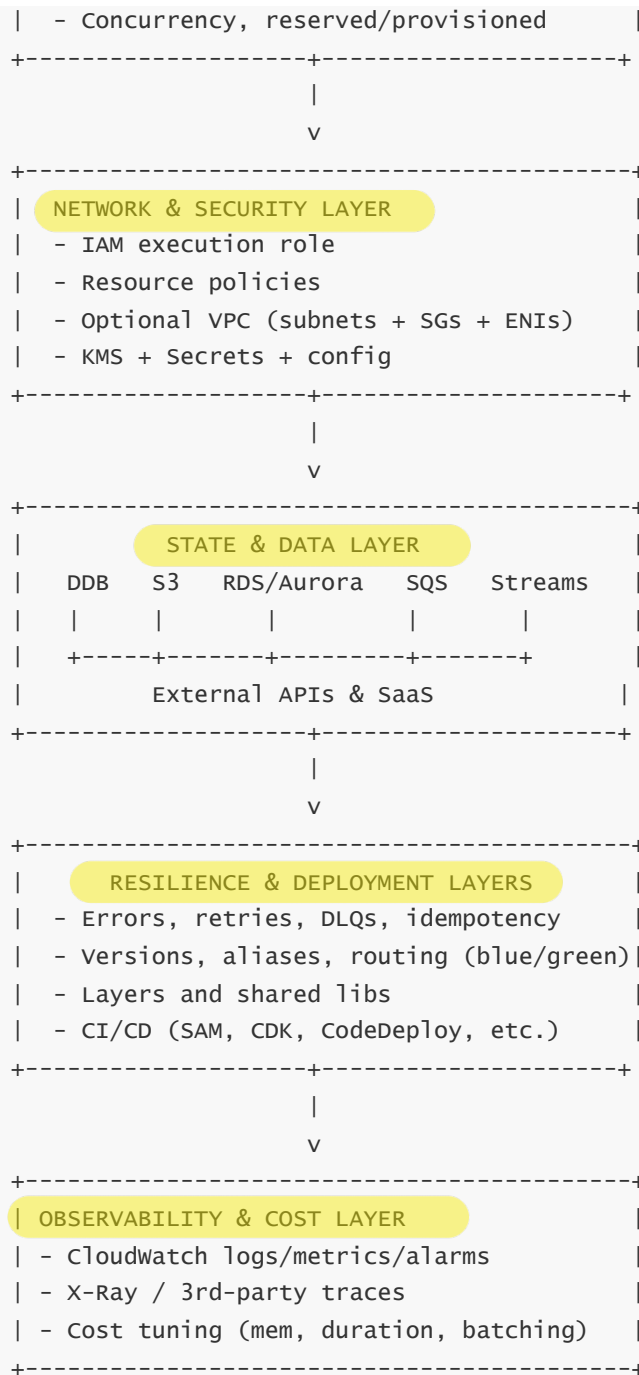 |  - Concurrency, reserved/provisioned      |
+--------------------+---------------------+
                     |
                     v
+-------------------------------------------+
|  NETWORK & SECURITY LAYER                 |
|  - IAM execution role                     |
|  - Resource policies                      |
|  - Optional VPC (subnets + SGs + ENIs)    |
|  - KMS + Secrets + config                 |
+--------------------+---------------------+
                     |
                     v
+-------------------------------------------+
|          STATE & DATA LAYER               |
|   DDB   S3   RDS/Aurora   SQS   Streams   |
|   |     |       |         |       |       |
|   +-----+-------+---------+-------+       |
|         External APIs & SaaS             |
+--------------------+---------------------+
                     |
                     v
+-------------------------------------------+
|      RESILIENCE & DEPLOYMENT LAYERS       |
|  - Errors, retries, DLQs, idempotency     |
|  - Versions, aliases, routing (blue/green)|
|  - Layers and shared libs                 |
|  - CI/CD (SAM, CDK, CodeDeploy, etc.)     |
+--------------------+---------------------+
                     |
                     v
+-------------------------------------------+
| OBSERVABILITY & COST LAYER                |
| - CloudWatch logs/metrics/alarms          |
| - X-Ray / 3rd-party traces                |
| - Cost tuning (mem, duration, batching)   |
+-------------------------------------------+